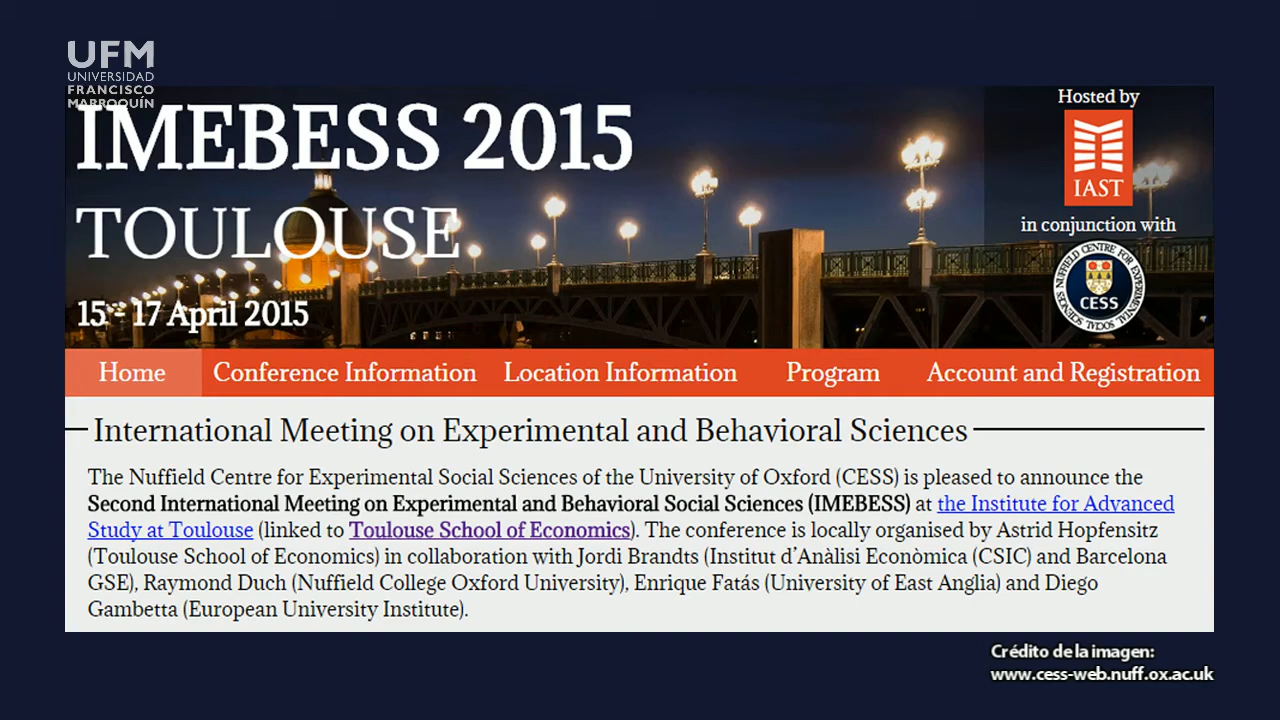 UFM
UNIVERSIDAD
FRANCISCO
MARROQUÍN
IMEBESS 2015
TOULOUSE
15 - 17 April 2015
Hosted by
IAST
in conjunction with
NUFFIELD CENTRE FOR EXPERIMENTAL SOCIAL SCIENCES
CESS
Home
Conference Information
Location Information
Program
Account and Registration
International Meeting on Experimental and Behavioral Sciences
The Nuffield Centre for Experimental Social Sciences of the University of Oxford (CESS) is pleased to announce the
Second International Meeting on Experimental and Behavioral Social Sciences (IMEBESS) at the Institute for Advanced
Study at Toulouse (linked to Toulouse School of Economics). The conference is locally organised by Astrid Hopfensitz
(Toulouse School of Economics) in collaboration with Jordi Brandts (Institut d'Anàlisi Econòmica (CSIC) and Barcelona
GSE), Raymond Duch (Nuffield College Oxford University), Enrique Fatás (University of East Anglia) and Diego
Gambetta (European University Institute).
Crédito de la imagen:
www.cess-web.nuff.ox.ac.uk